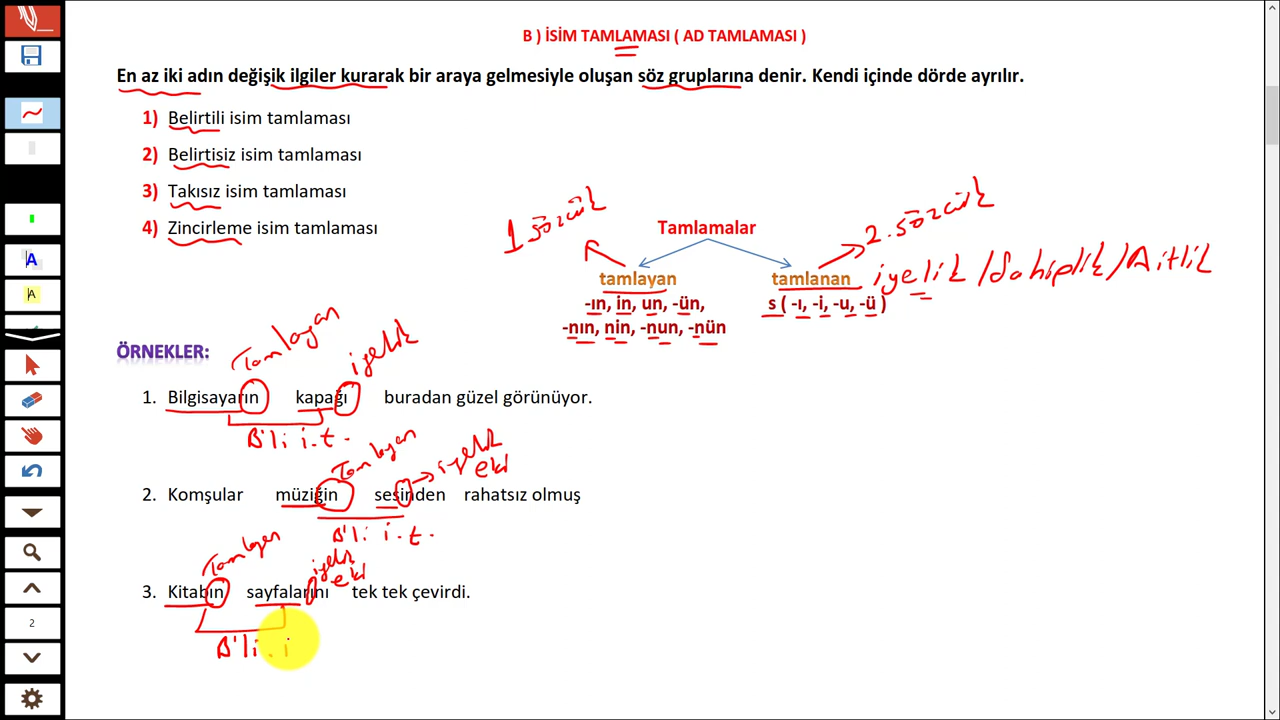 B ) İSİM TAMLAMASI ( AD TAMLAMASI )
En az iki adın değişik ilgiler kurarak bir araya gelmesiyle oluşan söz gruplarına denir. Kendi içinde dörde ayrılır.
1) Belirtili isim tamlaması
2) Belirtisiz isim tamlaması
3) Takısız isim tamlaması
4) Zincirleme isim tamlaması
1 sözcük
Tamlamalar
2. sözcük
tamlayan
tamlanan
iyelik / Sahiplik / Aitlik
-ın, in, un, -ün,
s ( -ı, -i, -u, -ü )
-nın, nin, -nun, -nün
ÖRNEKLER:
Tamlayan
iyelik
1. Bilgisayarın kapağı buradan güzel görünüyor.
B'li i.t.
Tamlayan
iyelik eki
2. Komşular müziğin sesinden rahatsız olmuş
B'li i.t.
Tamlayan
iyelik eki
3. Kitabın sayfalarını tek tek çevirdi.
B'li. i
A
A
2